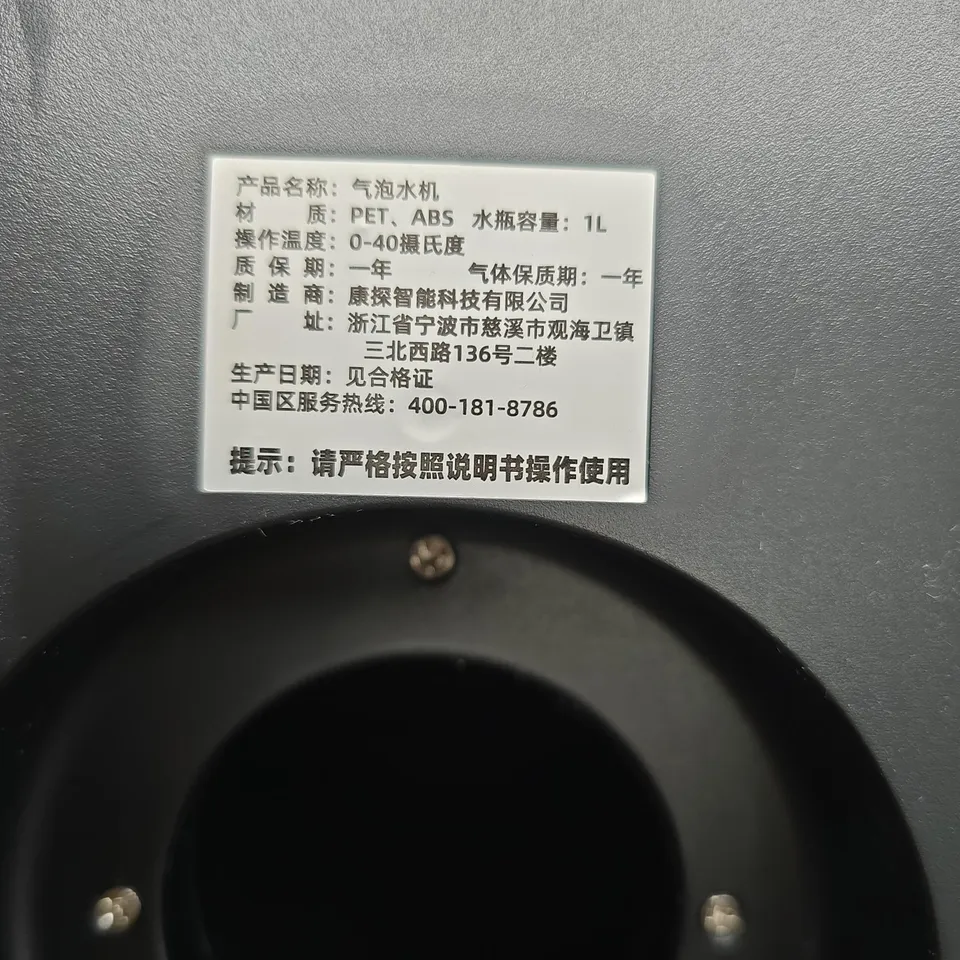 产品名称：气泡水机
材 质：PET、ABS 水瓶容量：1L
操作温度：0-40摄氏度
质 保 期：一年 气体保质期：一年
制 造 商：康探智能科技有限公司
厂 址：浙江省宁波市慈溪市观海卫镇
三北西路136号二楼
生产日期：见合格证
中国区服务热线：400-181-8786
提示：请严格按照说明书操作使用